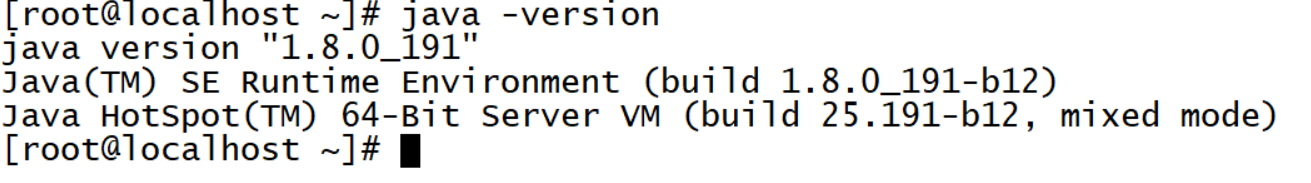 [root@localhost ~]# java -version
java version "1.8.0_191"
Java(TM) SE Runtime Environment (build 1.8.0_191-b12)
Java HotSpot(TM) 64-Bit Server VM (build 25.191-b12, mixed mode)
[root@localhost ~]#